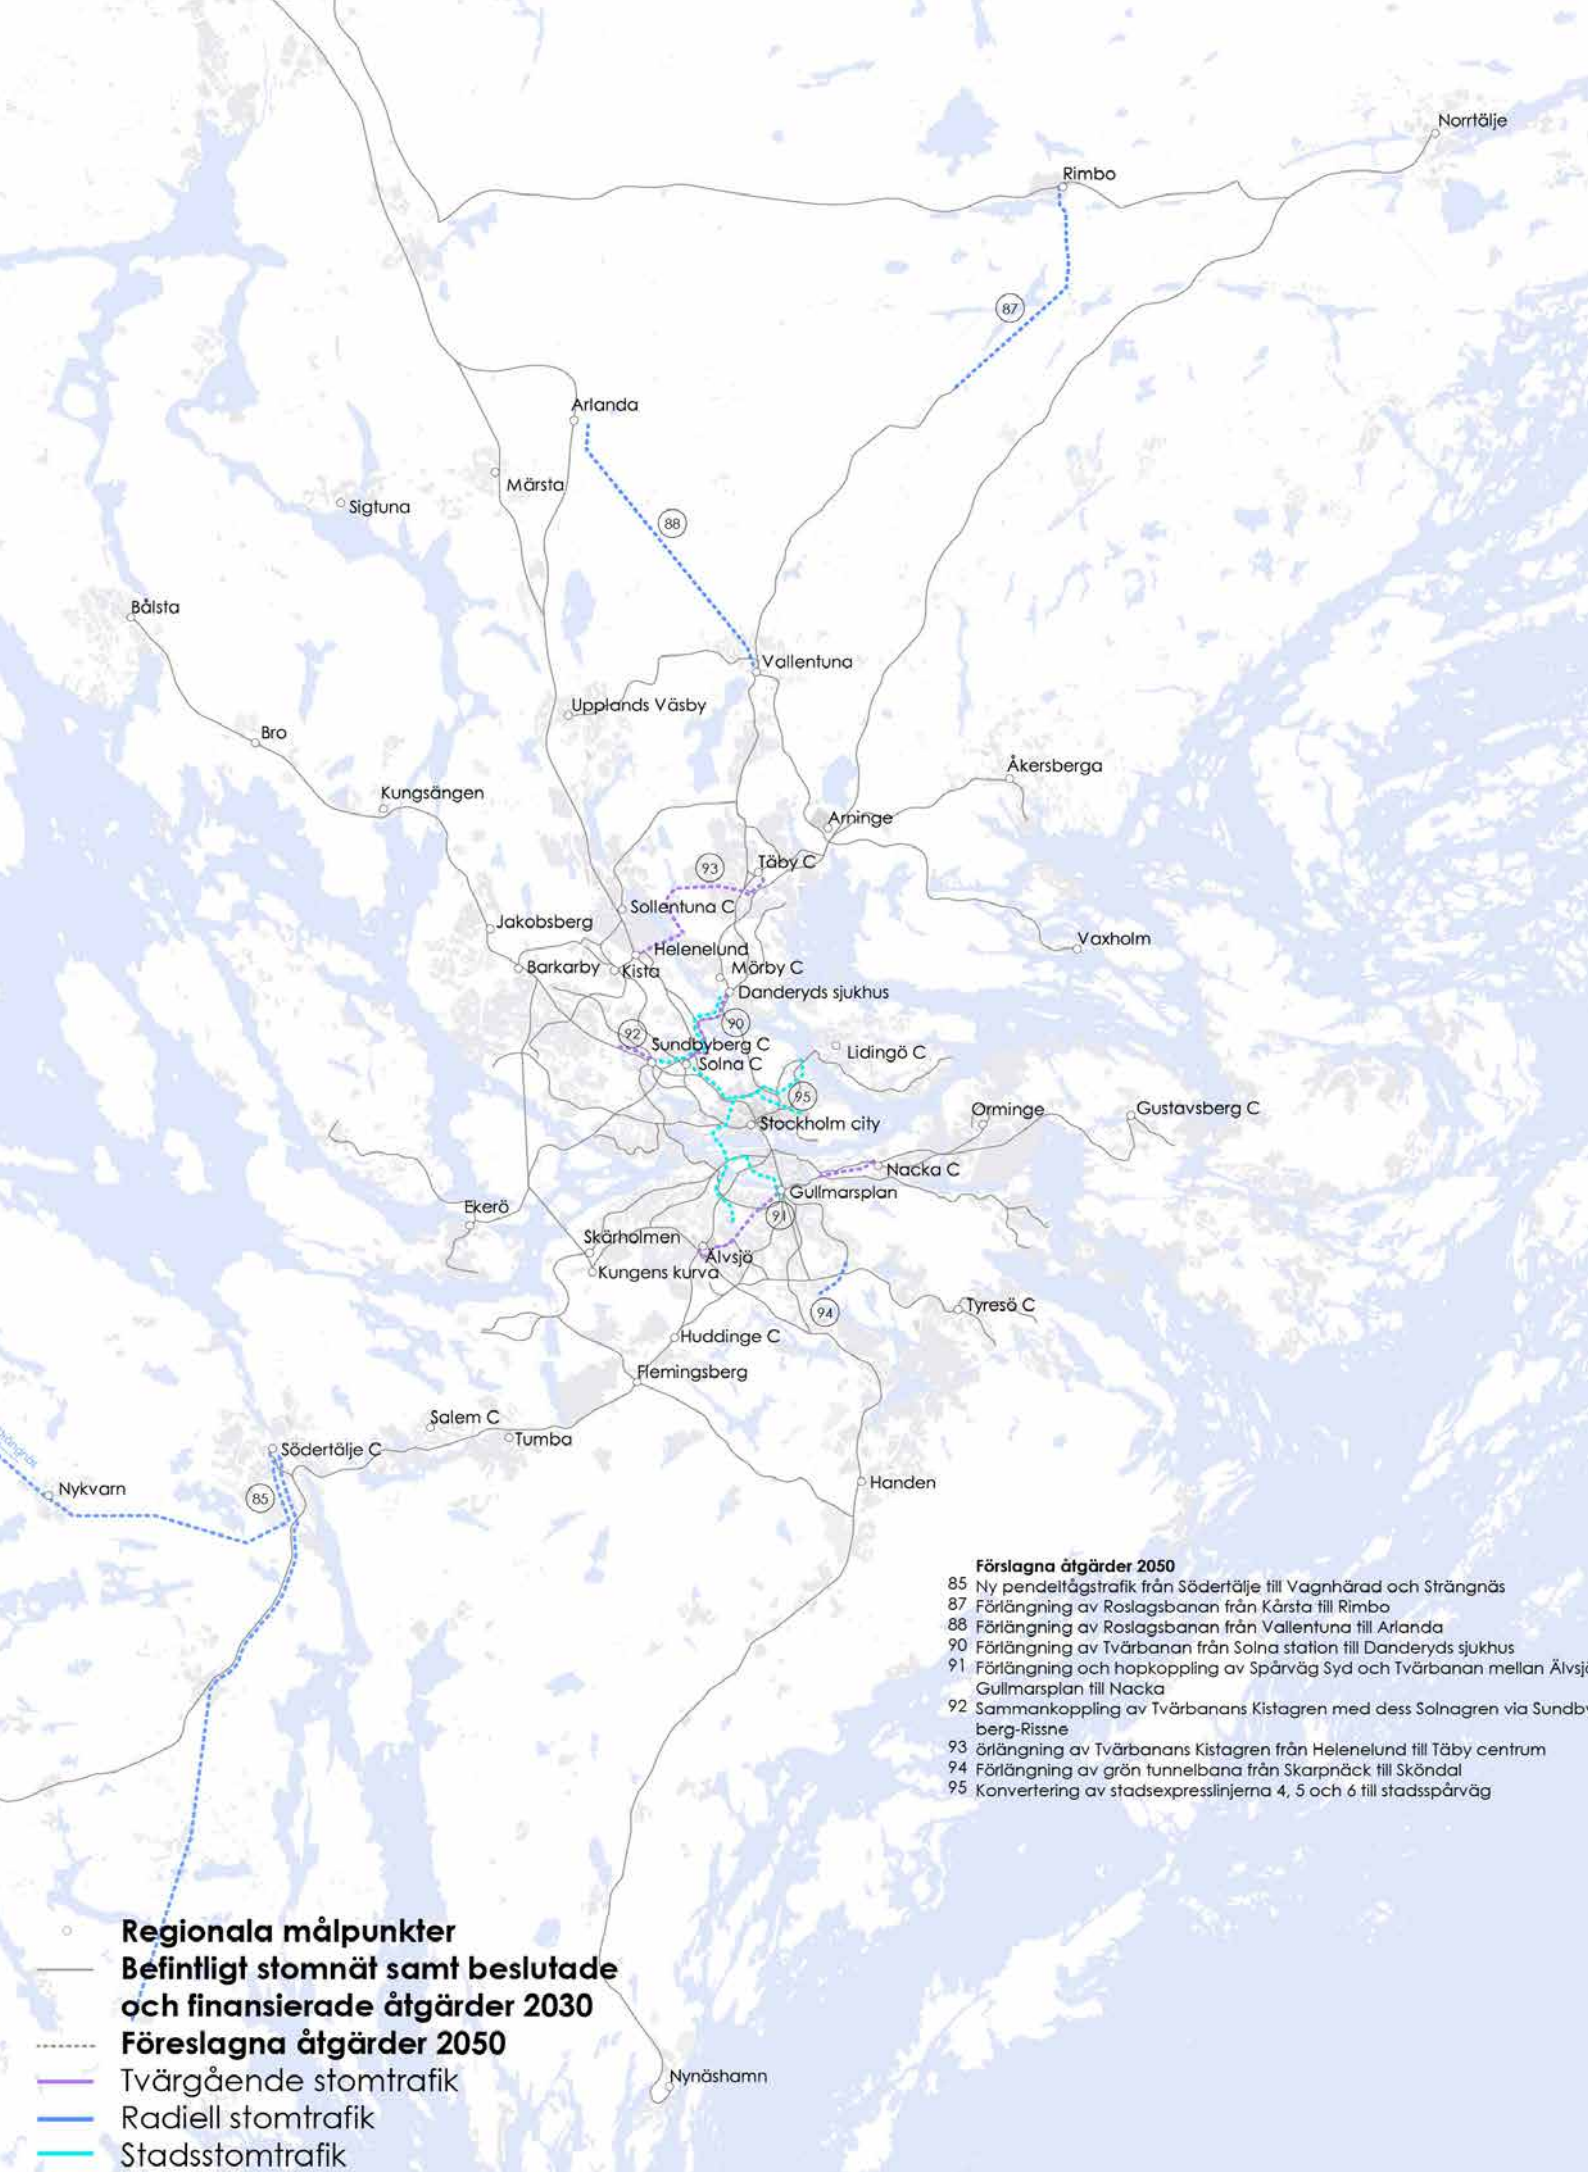 Norrtälje
Rimbo
87
Arlanda
Märsta
Sigtuna
88
Bålsta
Vallentuna
Upplands Väsby
Bro
Åkersberga
Kungsängen
Arninge
93
Täby C
Sollentuna C
Jakobsberg
Vaxholm
Helenelund
Barkarby
Kista
Mörby C
Danderyds sjukhus
90
92
Sundbyberg C
Lidingö C
Solna C
95
Orminge
Gustavsberg C
Stockholm city
Nacka C
Gullmarsplan
Ekerö
91
Skärholmen
Älvsjö
Kungens kurva
Tyresö C
94
Huddinge C
Flemingsberg
Salem C
Tumba
Södertälje C
Nykvarn
85
Handen
Förslagna åtgärder 2050
85 Ny pendeltågstrafik från Södertälje till Vagnhärad och Strängnäs
87 Förlängning av Roslagsbanan från Kårsta till Rimbo
88 Förlängning av Roslagsbanan från Vallentuna till Arlanda
90 Förlängning av Tvärbanan från Solna station till Danderyds sjukhus
91 Förlängning och hopkoppling av Spårväg Syd och Tvärbanan mellan Älvsj
Gullmarsplan till Nacka
92 Sammankoppling av Tvärbanans Kistagren med dess Solnagren via Sundby
berg-Rissne
93 örlängning av Tvärbanans Kistagren från Helenelund till Täby centrum
94 Förlängning av grön tunnelbana från Skarpnäck till Sköndal
95 Konvertering av stadsexpresslinjerna 4, 5 och 6 till stadsspårväg
Regionala målpunkter
Befintligt stomnät samt beslutade
och finansierade åtgärder 2030
Föreslagna åtgärder 2050
Tvärgående stomtrafik
Radiell stomtrafik
Stadsstomtrafik
Nynäshamn